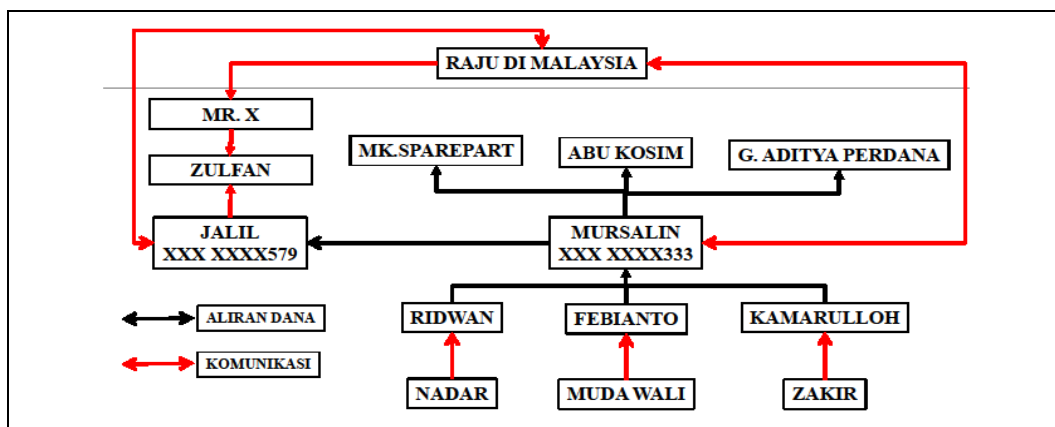 RAJU DI MALAYSIA
MR. X
MK.SPAREPART
ABU KOSIM
G. ADITYA PERDANA
ZULFAN
JALIL
XXX XXXX579
MURSALIN
XXX XXXX333
ALIRAN DANA
RIDWAN
FEBIANTO
KAMARULLOH
KOMUNIKASI
NADAR
MUDA WALI
ZAKIR